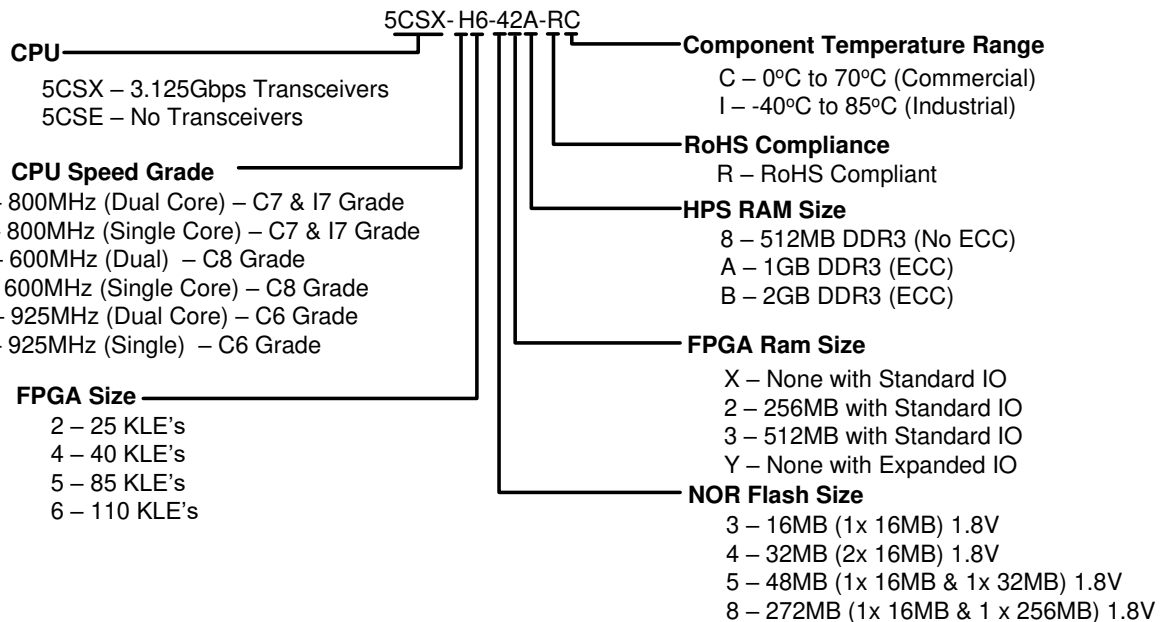 5CSX- H6-42A-RC
CPU
5CSX – 3.125Gbps Transceivers
5CSE – No Transceivers
CPU Speed Grade
- 800MHz (Dual Core) – C7 & I7 Grade
- 800MHz (Single Core) – C7 & I7 Grade
- 600MHz (Dual) – C8 Grade
600MHz (Single Core) – C8 Grade
- 925MHz (Dual Core) – C6 Grade
- 925MHz (Single) – C6 Grade
FPGA Size
2 – 25 KLE's
4 – 40 KLE's
5 – 85 KLE's
6 – 110 KLE's
Component Temperature Range
C – 0°C to 70°C (Commercial)
I – -40°C to 85°C (Industrial)
RoHS Compliance
R – RoHS Compliant
HPS RAM Size
8 – 512MB DDR3 (No ECC)
A – 1GB DDR3 (ECC)
B – 2GB DDR3 (ECC)
FPGA Ram Size
X – None with Standard IO
2 – 256MB with Standard IO
3 – 512MB with Standard IO
Y – None with Expanded IO
NOR Flash Size
3 – 16MB (1x 16MB) 1.8V
4 – 32MB (2x 16MB) 1.8V
5 – 48MB (1x 16MB & 1x 32MB) 1.8V
8 – 272MB (1x 16MB & 1 x 256MB) 1.8V